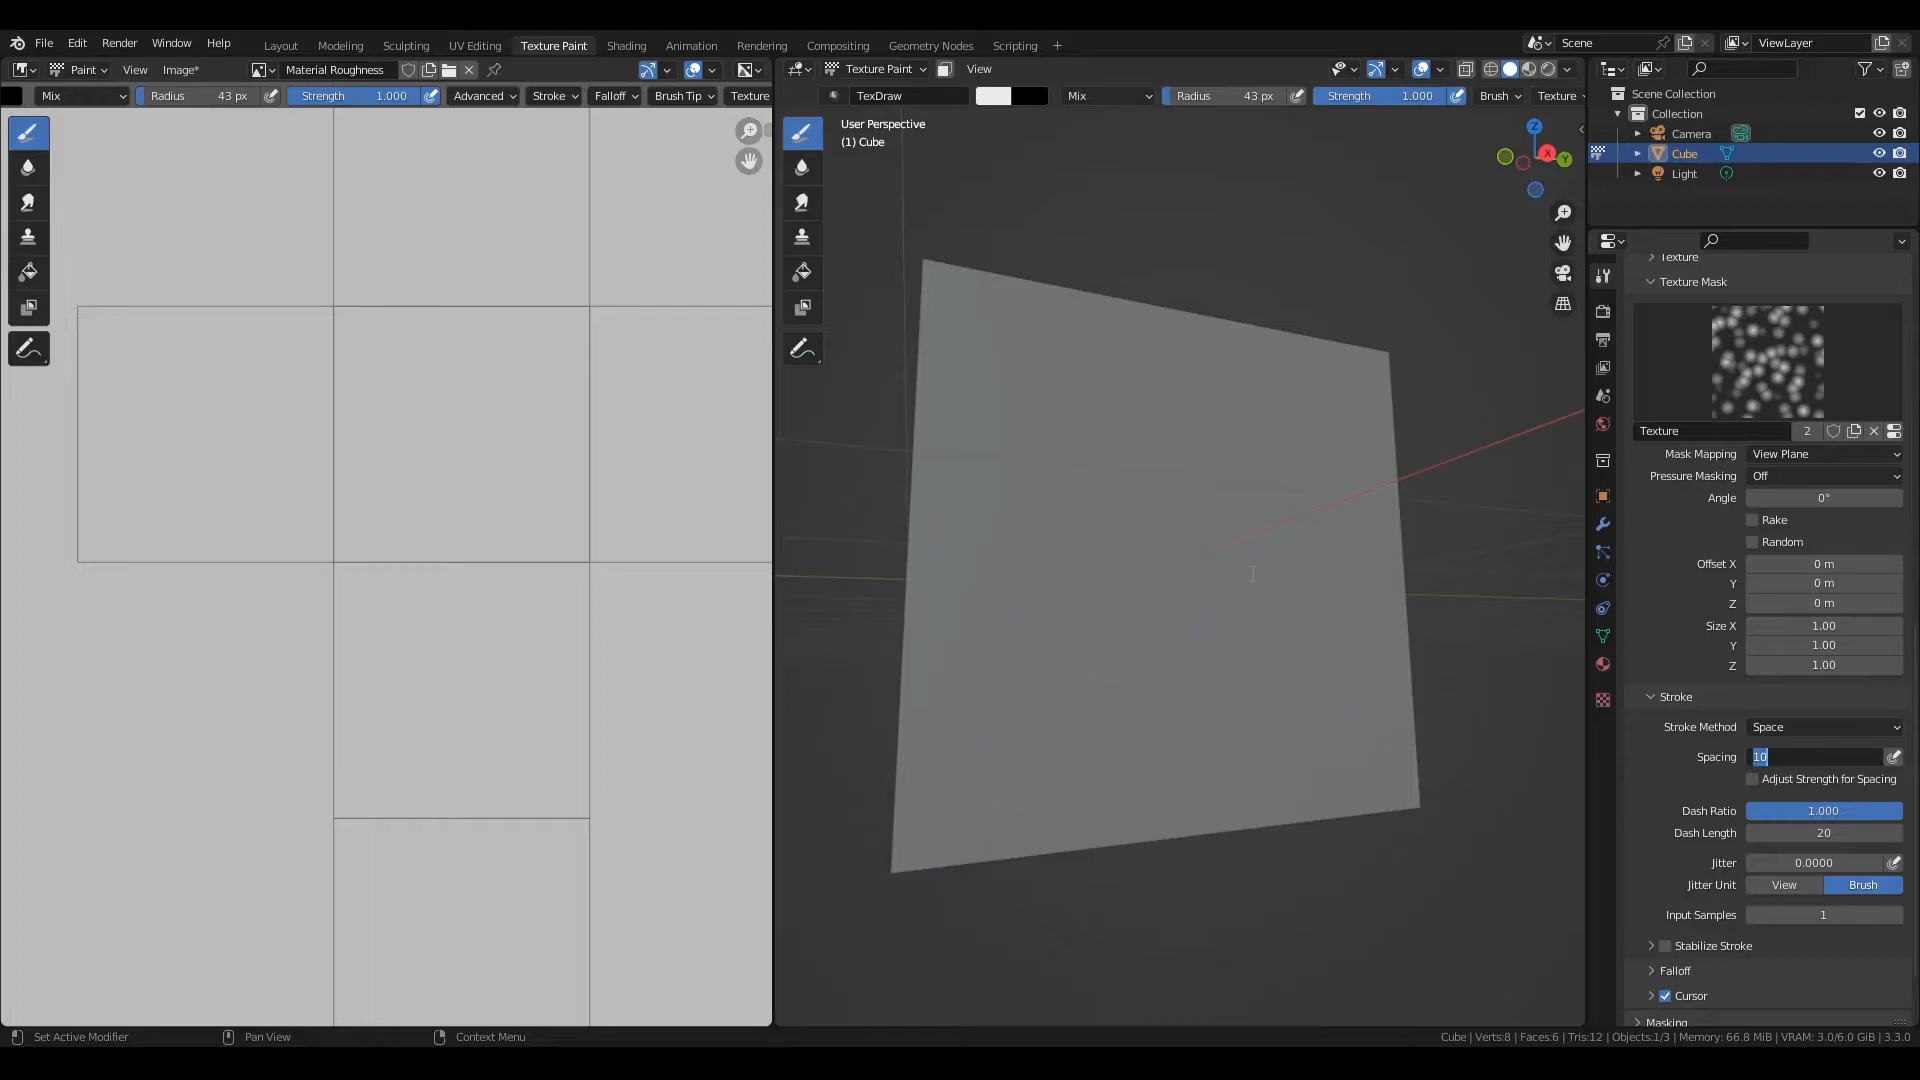 File Edit Render Window Help
Layout Modeling Sculpting UV Editing Texture Paint Shading Animation Rendering Compositing Geometry Nodes Scripting +
Scene
ViewLayer
Paint View Image* Material Roughness
Texture Paint View
Mix Radius 43 px Strength 1.000 Advanced Stroke Falloff Brush Tip Texture
TexDraw Mix Radius 43 px Strength 1.000 Brush Texture
User Perspective
(1) Cube
Z
X
Y
Scene Collection
Collection
Camera
Cube
Light
Texture
Texture Mask
Texture 2
Mask Mapping View Plane
Pressure Masking Off
Angle 0°
Rake
Random
Offset X 0 m
Y 0 m
Z 0 m
Size X 1.00
Y 1.00
Z 1.00
Stroke
Stroke Method Space
Spacing 10
Adjust Strength for Spacing
Dash Ratio 1.000
Dash Length 20
Jitter 0.0000
Jitter Unit View Brush
Input Samples 1
Stabilize Stroke
Falloff
Cursor
Masking
Set Active Modifier Pan View Context Menu
Cube | Verts:8 | Faces:6 | Tris:12 | Objects:1/3 | Memory: 66.8 MiB | VRAM: 3.0/6.0 GiB | 3.3.0